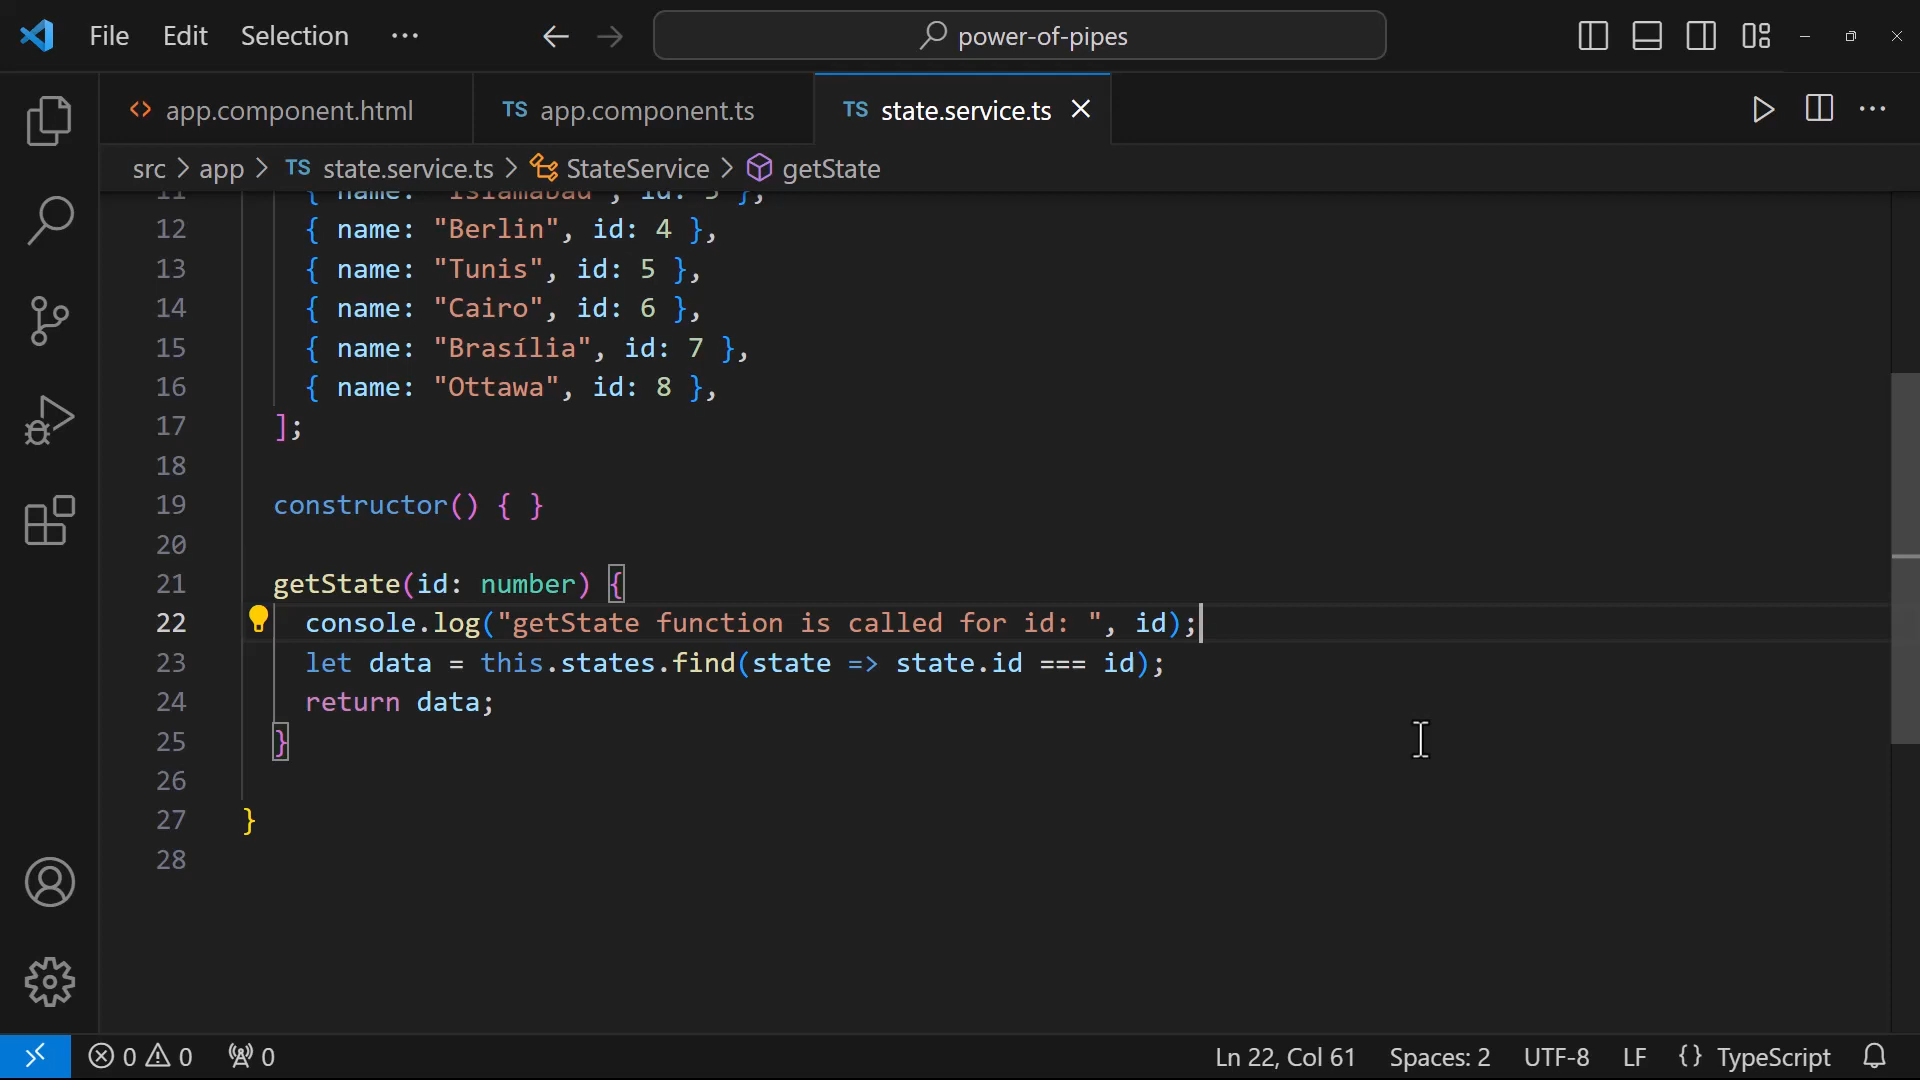 File Edit Selection ··· power-of-pipes
app.component.html TS app.component.ts TS state.service.ts
src > app > TS state.service.ts > StateService > getState
11 { name: "Islamabad", id: 3 },
12 { name: "Berlin", id: 4 },
13 { name: "Tunis", id: 5 },
14 { name: "Cairo", id: 6 },
15 { name: "Brasília", id: 7 },
16 { name: "Ottawa", id: 8 },
17 ];
18
19 constructor() { }
20
21 getState(id: number) {
22 console.log("getState function is called for id: ", id);
23 let data = this.states.find(state => state.id === id);
24 return data;
25 }
26
27 }
28
0 0 0 Ln 22, Col 61 Spaces: 2 UTF-8 LF {} TypeScript